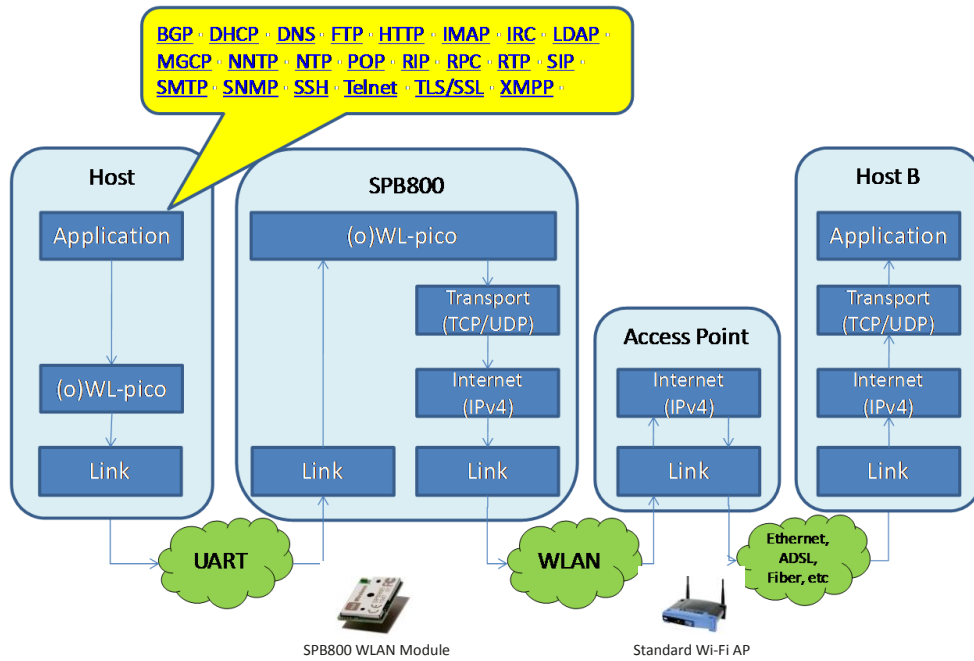 BGP · DHCP · DNS · FTP · HTTP · IMAP · IRC · LDAP ·
MGCP · NNTP · NTP · POP · RIP · RPC · RTP · SIP ·
SMTP · SNMP · SSH · Telnet · TLS/SSL · XMPP ·
Host
Application
(o)WL-pico
Link
SPB800
(o)WL-pico
Transport
(TCP/UDP)
Internet
(IPv4)
Link
Link
Access Point
Internet
(IPv4)
Link
Host B
Application
Transport
(TCP/UDP)
Internet
(IPv4)
Link
UART
WLAN
Ethernet,
ADSL,
Fiber, etc
SPB800 WLAN Module
Standard Wi-Fi AP